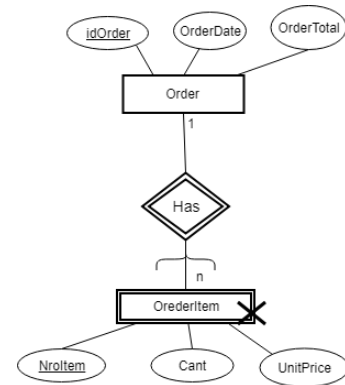 idOrder
OrderDate
OrderTotal
Order
1
Has
n
OrederItem
NroItem
Cant
UnitPrice